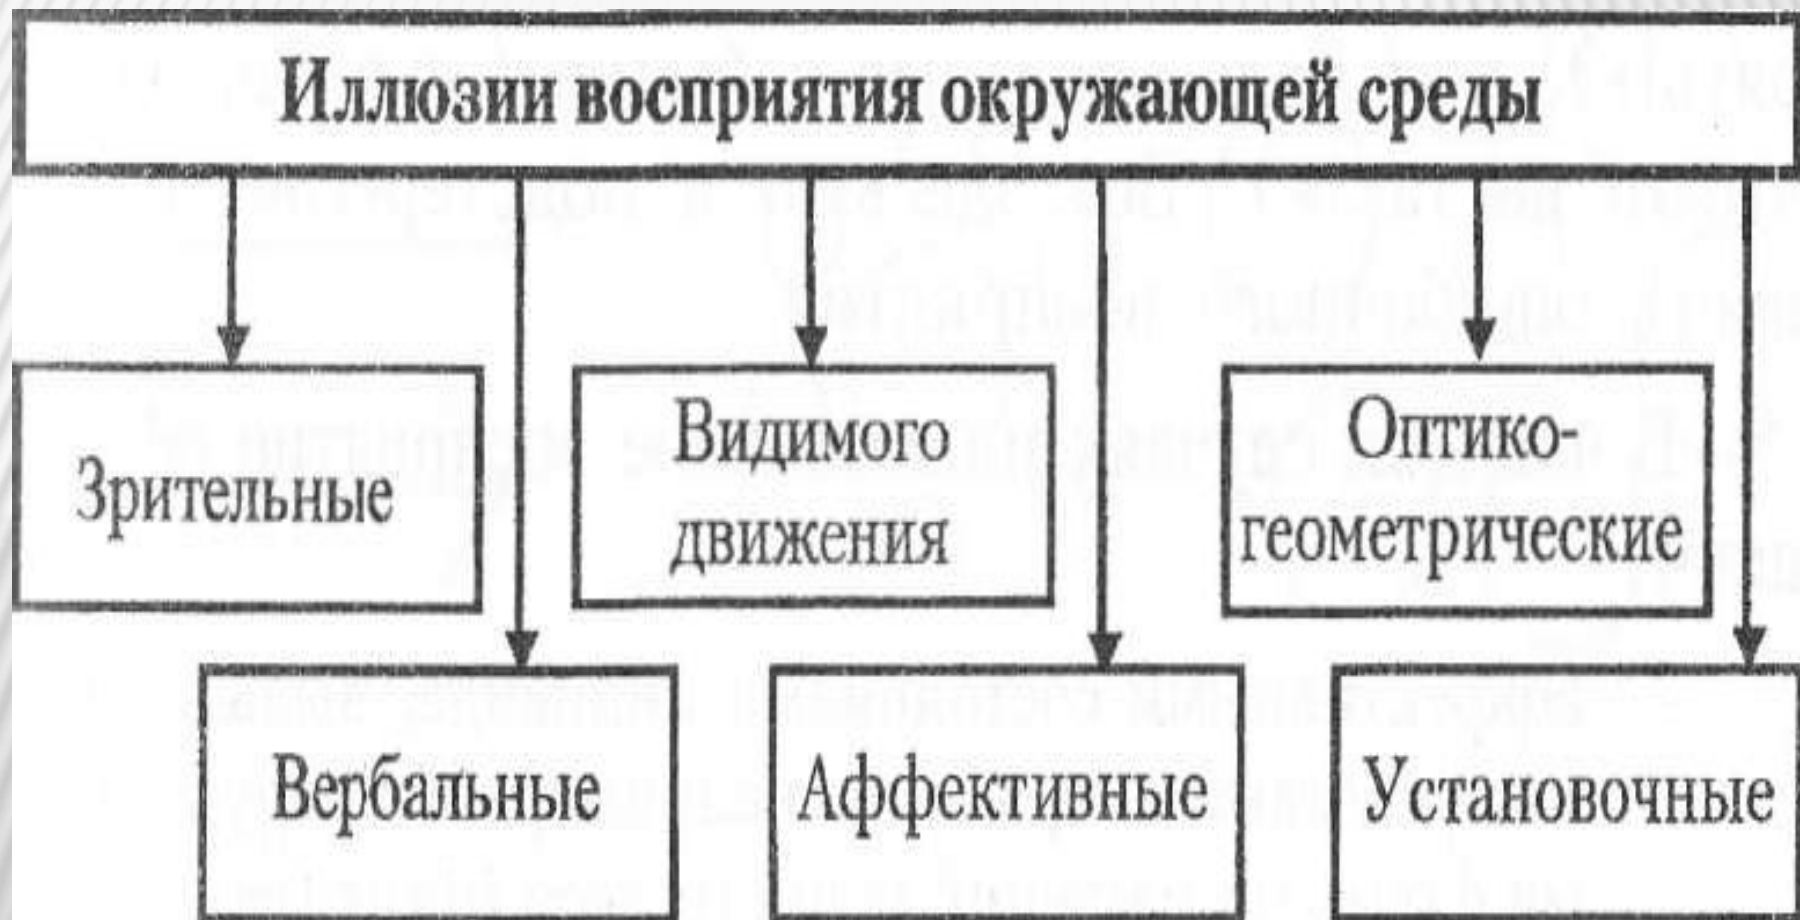 Иллюзии восприятия окружающей среды
Зрительные
Видимого
движения
Оптико-
геометрические
Вербальные
Аффективные
Установочные